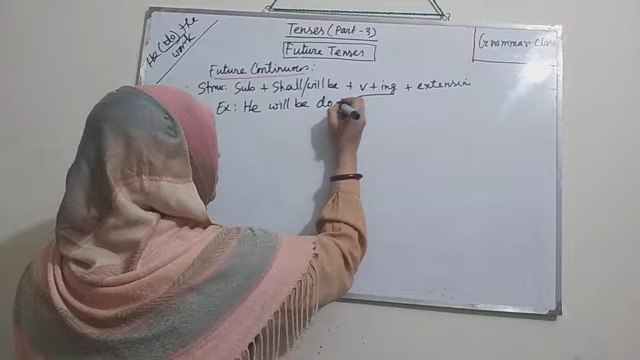 He (do) the
work
Tenses (Part-3)
Future Tenses
Grammar Class
Future Continuous:
Struc: Sub + Shall/will be + v + ing + extension
Ex: He will be do